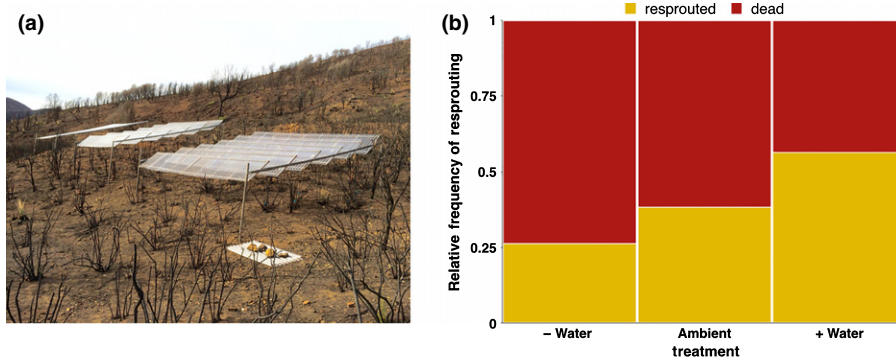 (a)
(b)
resprouted dead
Relative frequency of resprouting
1
0.75
0.5
0.25
0
– Water Ambient + Water
treatment